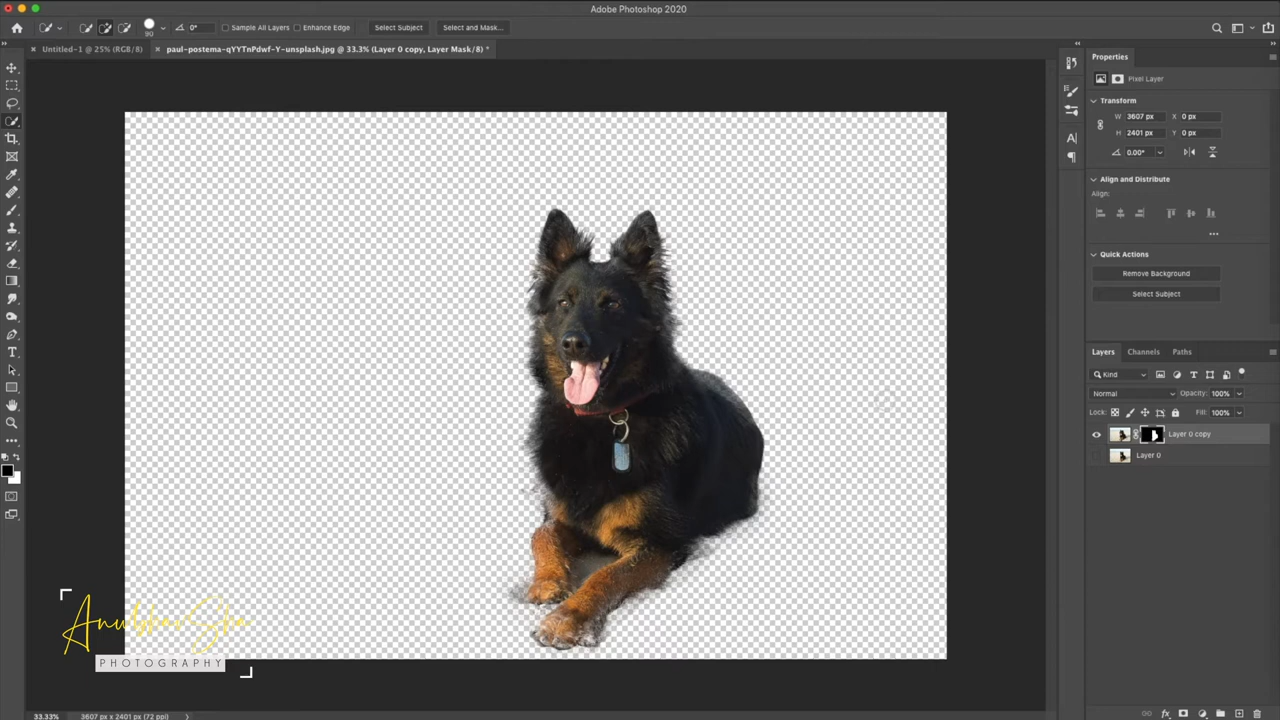 Adobe Photoshop 2020
90
0°
Sample All Layers
Enhance Edge
Select Subject
Select and Mask...
Untitled-1 @ 25% (RGB/8)
paul-postema-qYYTnPdwf-Y-unsplash.jpg @ 33.3% (Layer 0 copy, Layer Mask/8) *
Properties
Pixel Layer
Transform
W 3607 px X 0 px
H 2401 px Y 0 px
0.00°
Align and Distribute
Align:
Quick Actions
Remove Background
Select Subject
Layers Channels Paths
Kind
Normal Opacity: 100%
Lock: Fill: 100%
Layer 0 copy
Layer 0
PHOTOGRAPHY
33.33% 3607 px x 2401 px (72 ppi)